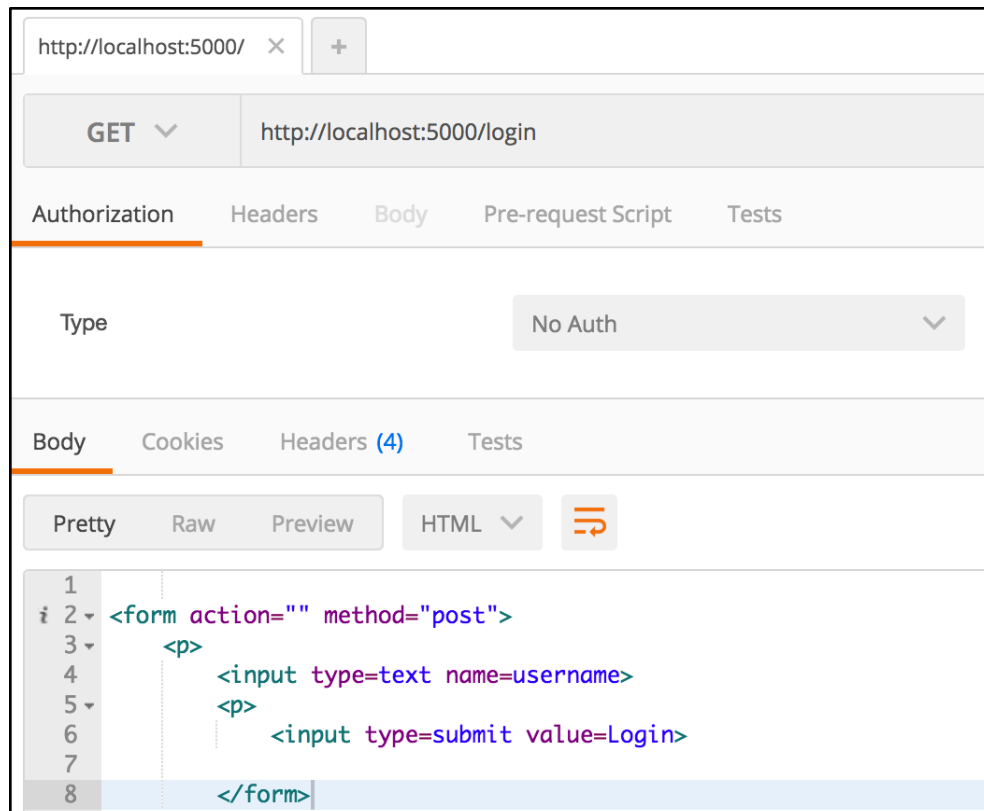 http://localhost:5000/ × +
GET http://localhost:5000/login
Authorization Headers Body Pre-request Script Tests
Type No Auth
Body Cookies Headers (4) Tests
Pretty Raw Preview HTML
1
i 2 <form action="" method="post">
3 <p>
4 <input type=text name=username>
5 <p>
6 <input type=submit value=Login>
7
8 </form>